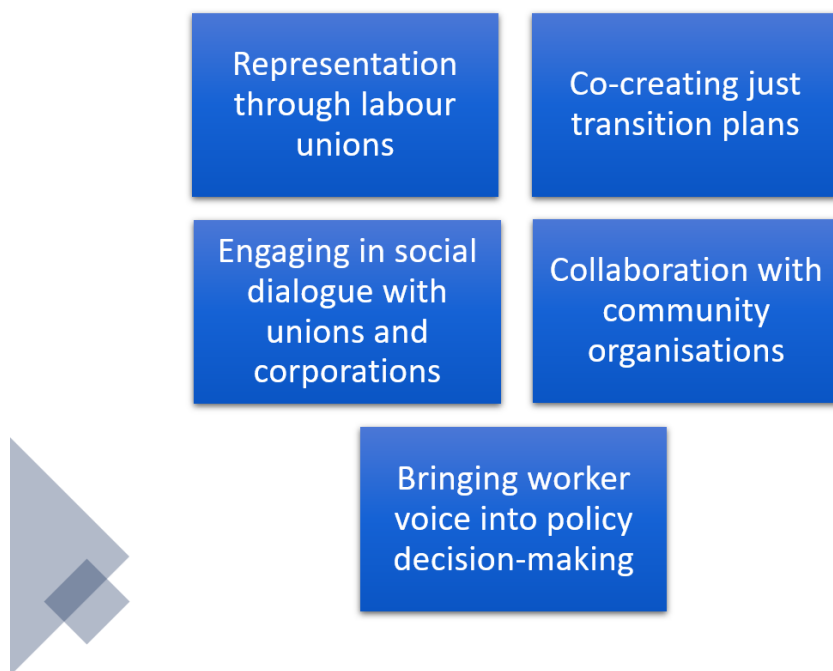 Representation
through labour
unions
Co-creating just
transition plans
Engaging in social
dialogue with
unions and
corporations
Collaboration with
community
organisations
Bringing worker
voice into policy
decision-making